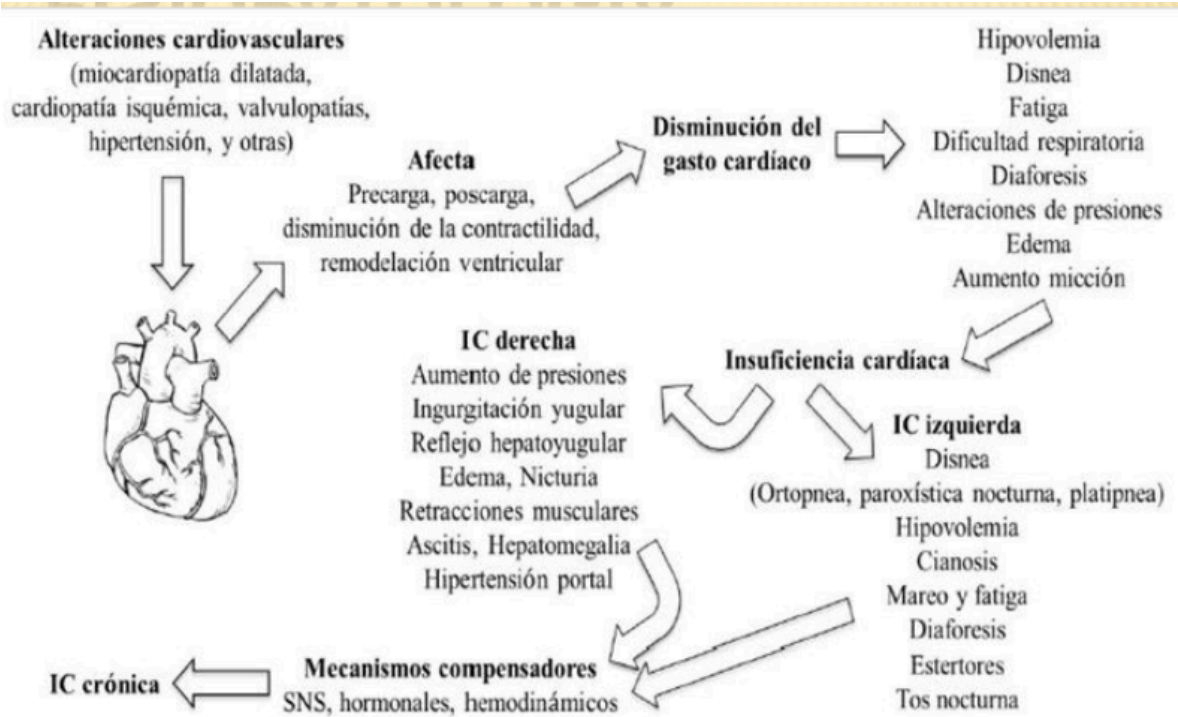 Alteraciones cardiovasculares
(miocardiopatía dilatada,
cardiopatía isquémica, valvulopatías,
hipertensión, y otras)
Afecta
Precarga, poscarga,
disminución de la contractilidad,
remodelación ventricular
Disminución del
gasto cardíaco
Hipovolemia
Disnea
Fatiga
Dificultad respiratoria
Diaforesis
Alteraciones de presiones
Edema
Aumento micción
Insuficiencia cardíaca
IC derecha
Aumento de presiones
Ingurgitación yugular
Reflejo hepatoyugular
Edema, Nicturia
Retracciones musculares
Ascitis, Hepatomegalia
Hipertensión portal
IC izquierda
Disnea
(Ortopnea, paroxística nocturna, platipnea)
Hipovolemia
Cianosis
Mareo y fatiga
Diaforesis
Estertores
Tos nocturna
Mecanismos compensadores
SNS, hormonales, hemodinámicos
IC crónica